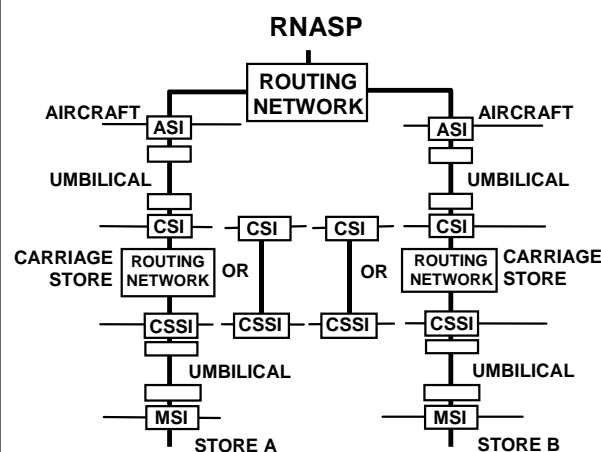 RNASP
ROUTING
NETWORK
AIRCRAFT
AIRCRAFT
ASI
ASI
UMBILICAL
UMBILICAL
CSI
CSI
CSI
CSI
CARRIAGE
STORE
ROUTING
NETWORK
OR
OR
ROUTING
NETWORK
CARRIAGE
STORE
CSSI
CSSI
CSSI
CSSI
UMBILICAL
UMBILICAL
MSI
MSI
STORE A
STORE B